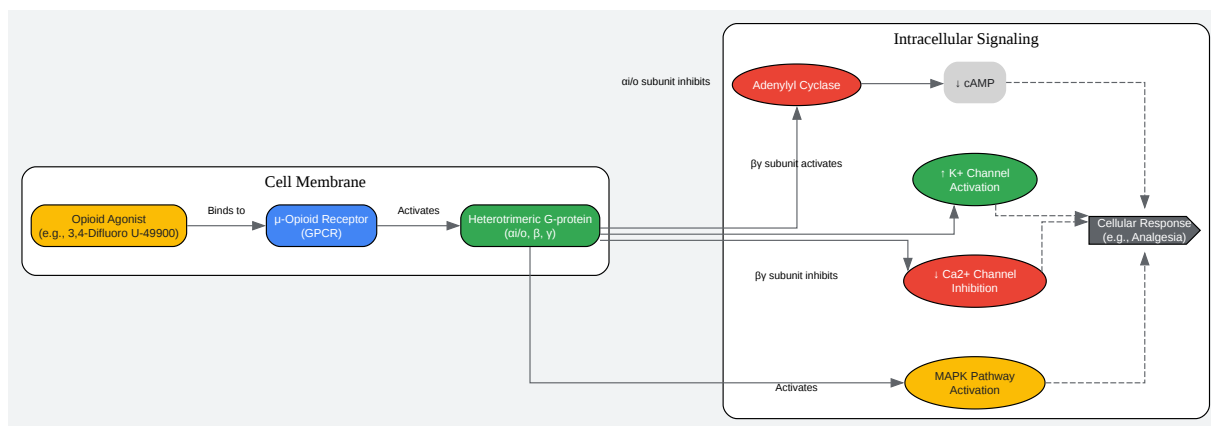 Intracellular Signaling
αi/o subunit inhibits
Adenylyl Cyclase
↓ cAMP
βγ subunit activates
↑ K+ Channel
Activation
Cell Membrane
Opioid Agonist
(e.g., 3,4-Difluoro U-49900)
Binds to
μ-Opioid Receptor
(GPCR)
Activates
Heterotrimeric G-protein
(αi/o, β, γ)
Cellular Response
(e.g., Analgesia)
βγ subunit inhibits
↓ Ca2+ Channel
Inhibition
MAPK Pathway
Activation
Activates